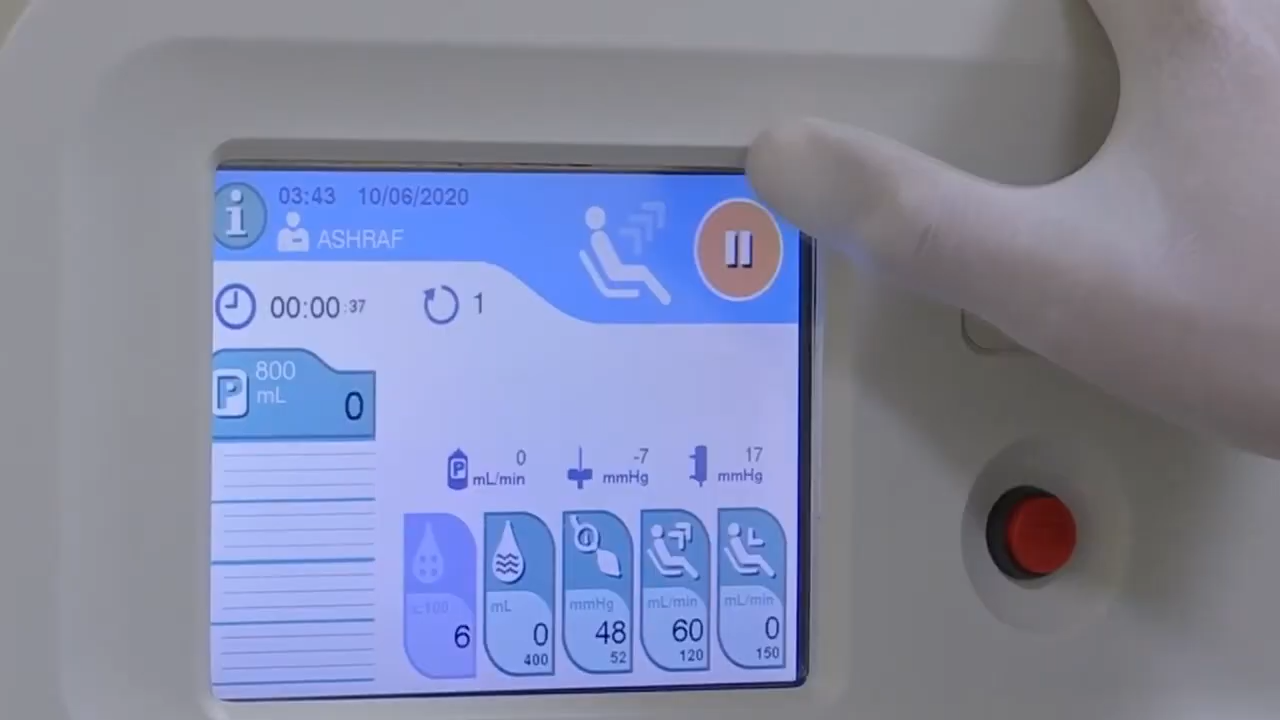 i 03:43 10/06/2020
ASHRAF
00:00:37 1
P 800 mL 0
P 0 mL/min -7 mmHg 17 mmHg
mL mmHg mL/min mL/min
6 0 48 60 0
400 52 120 150